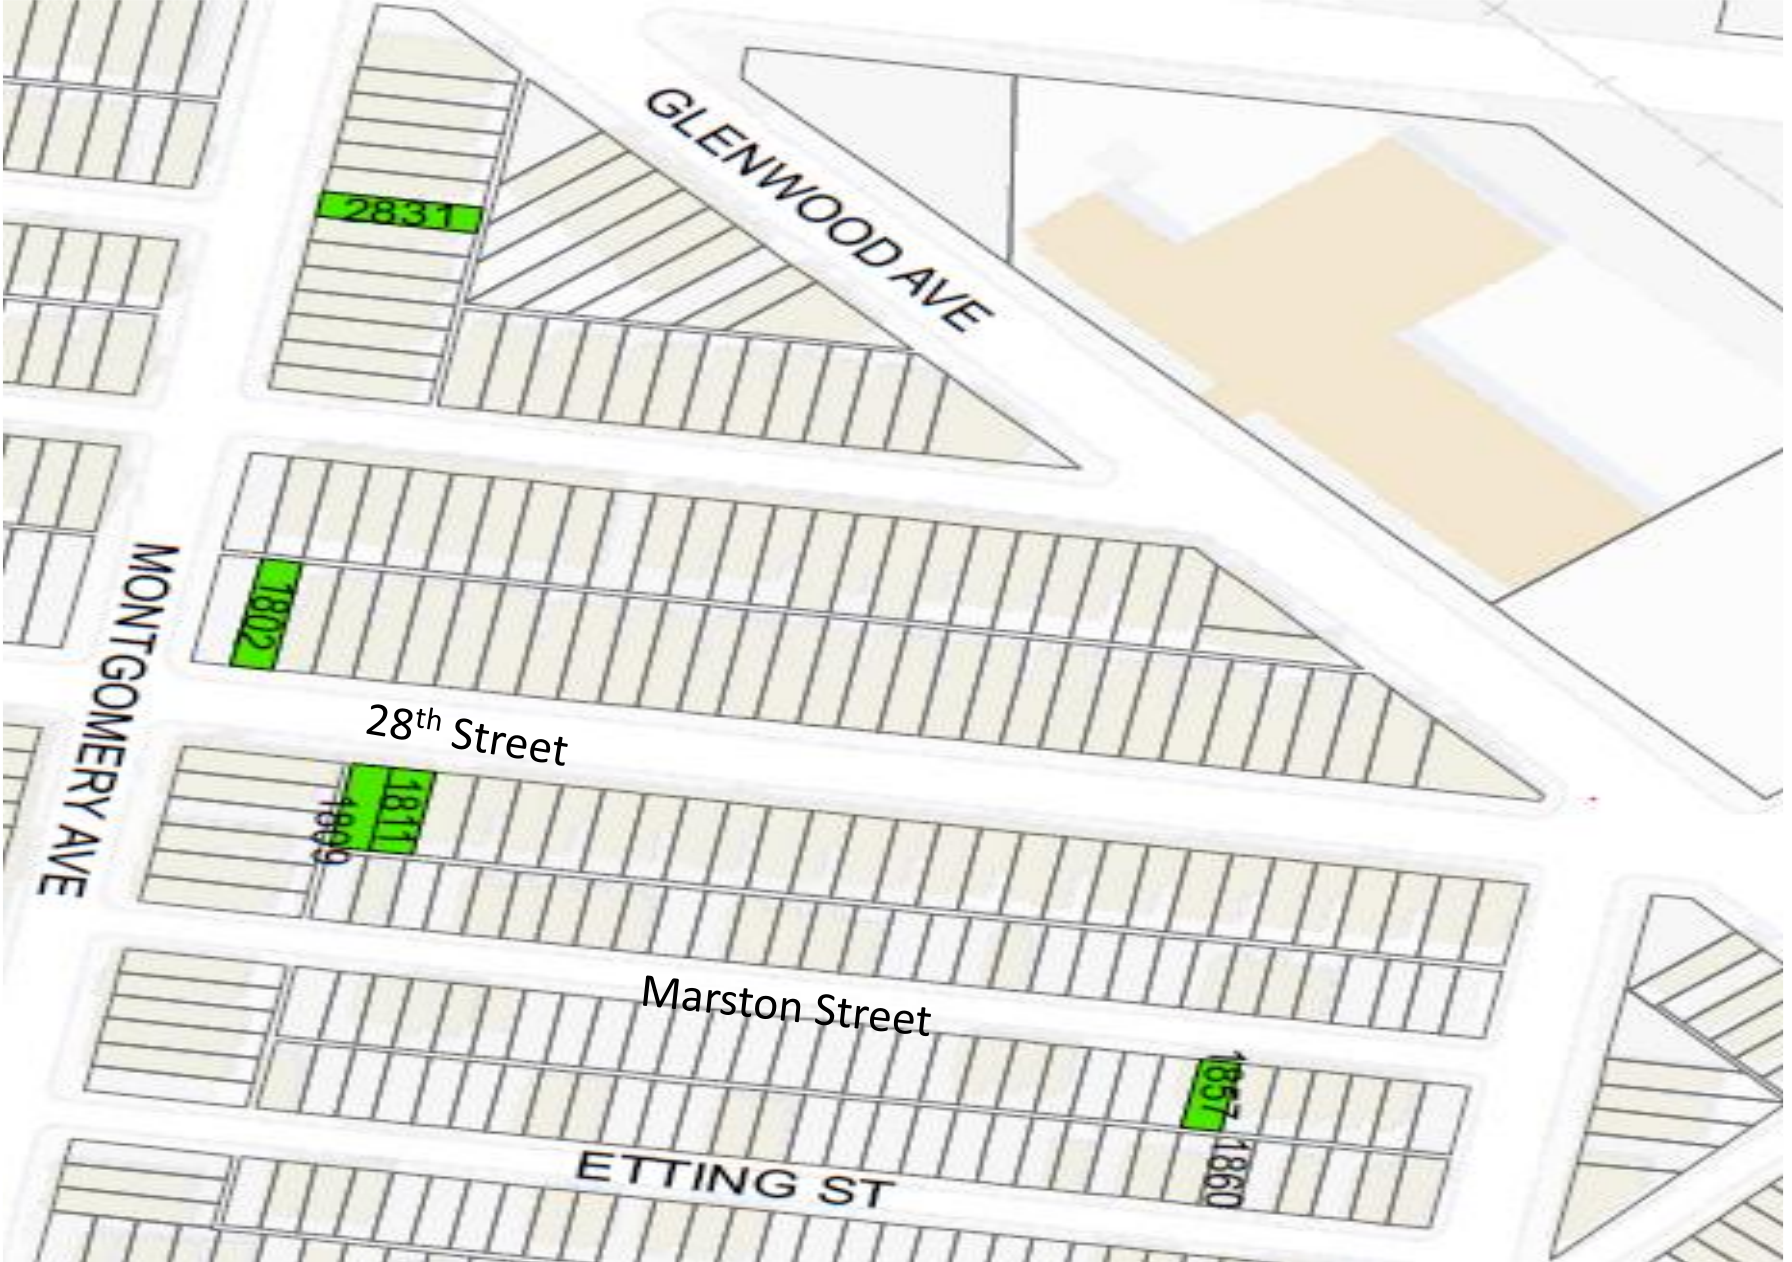 GLENWOOD AVE
2831
1802
MONTGOMERY AVE
28th Street
1811
1809
Marston Street
1857
1860
ETTING ST